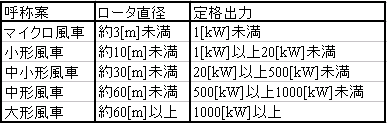 呼称案 ロータ直径 定格出力
マイクロ風車 約3[m]未満 1[kW]未満
小形風車 約10[m]未満 1[kW]以上20[kW]未満
中小形風車 約30[m]未満 20[kW]以上500[kW]未満
中形風車 約60[m]未満 500[kW]以上1000[kW]未満
大形風車 約60[m]以上 1000[kW]以上